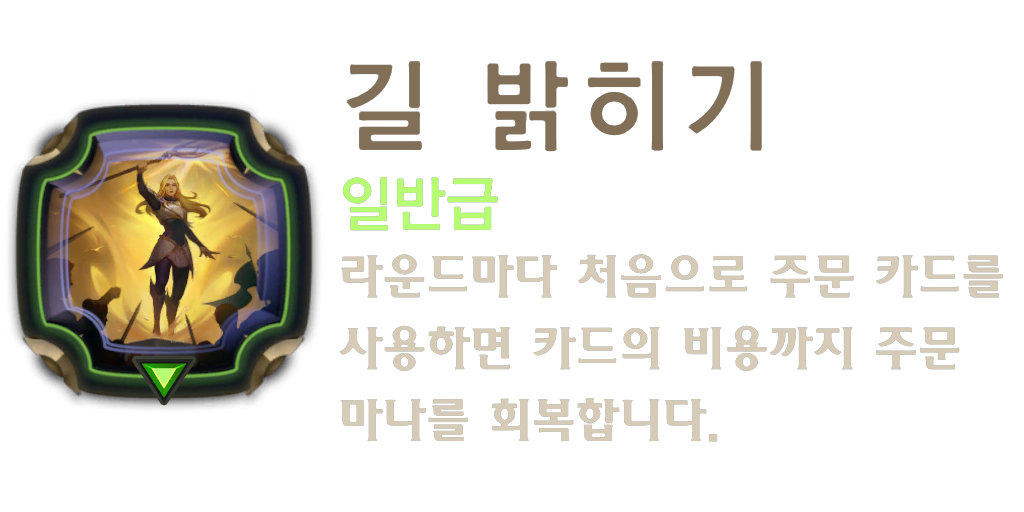 길 밝히기
일반급
라운드마다 처음으로 주문 카드를
사용하면 카드의 비용까지 주문
마나를 회복합니다.